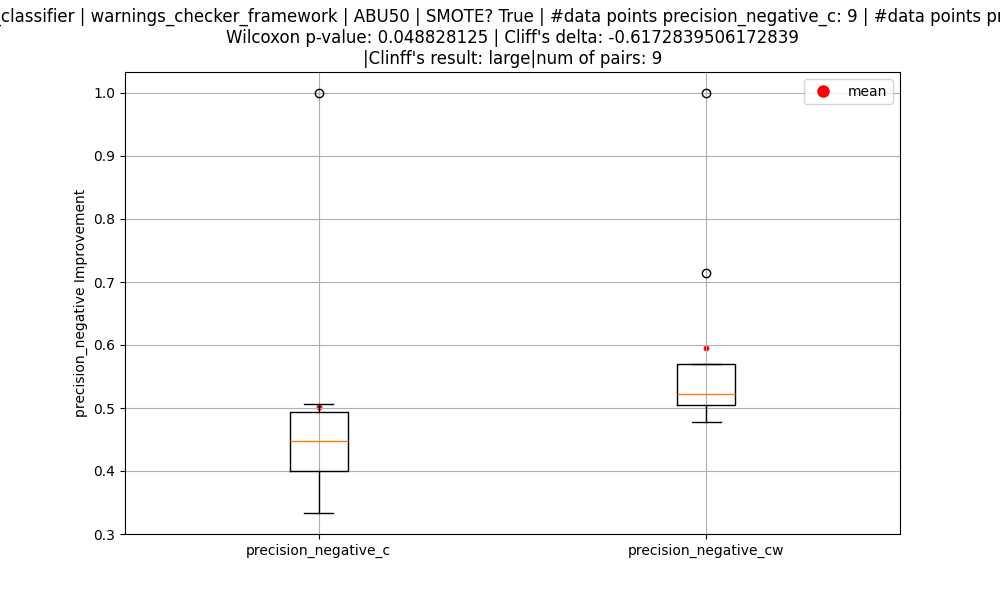 _classifier | warnings_checker_framework | ABU50 | SMOTE? True | #data points precision_negative_c: 9 | #data points
Wilcoxon p-value: 0.048828125 | Cliff's delta: -0.6172839506172839
|Clinff's result: large|num of pairs: 9
mean
1.0
0.9
0.8
0.7
0.6
0.5
0.4
0.3
precision_negative Improvement
precision_negative_c
precision_negative_cw